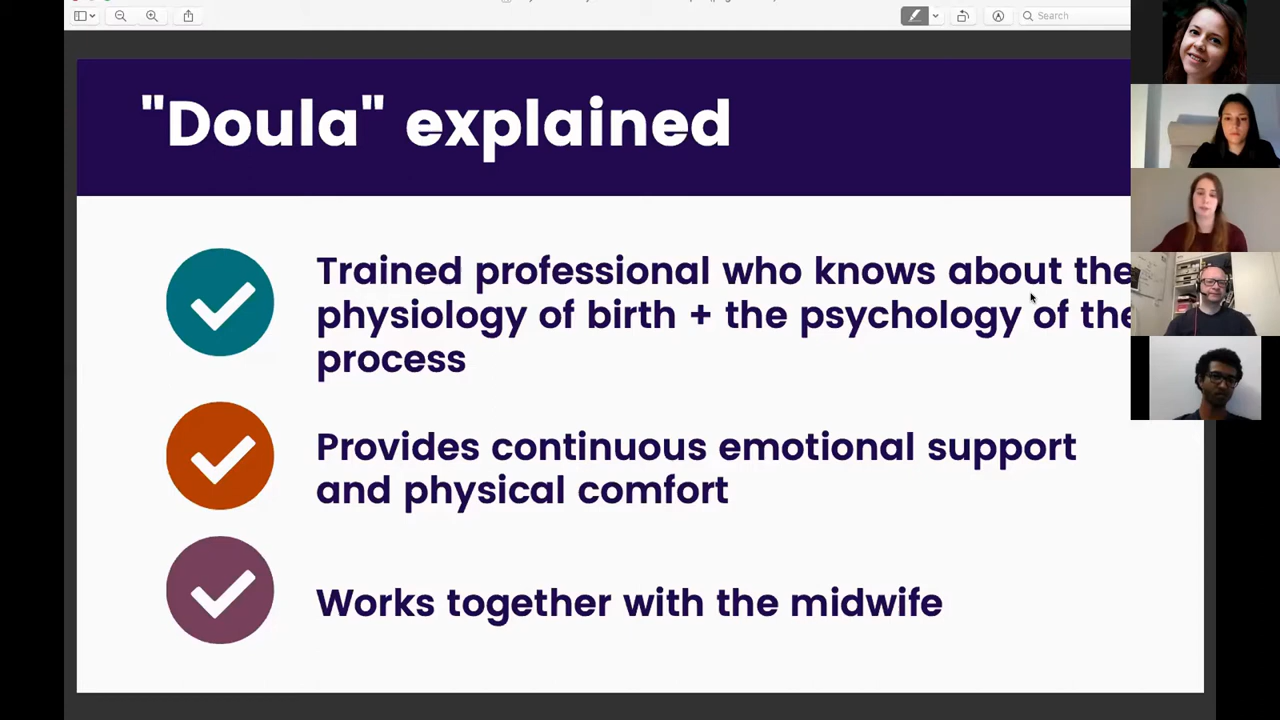 Search
"Doula" explained
Trained professional who knows about the
physiology of birth + the psychology of the
process
Provides continuous emotional support
and physical comfort
Works together with the midwife